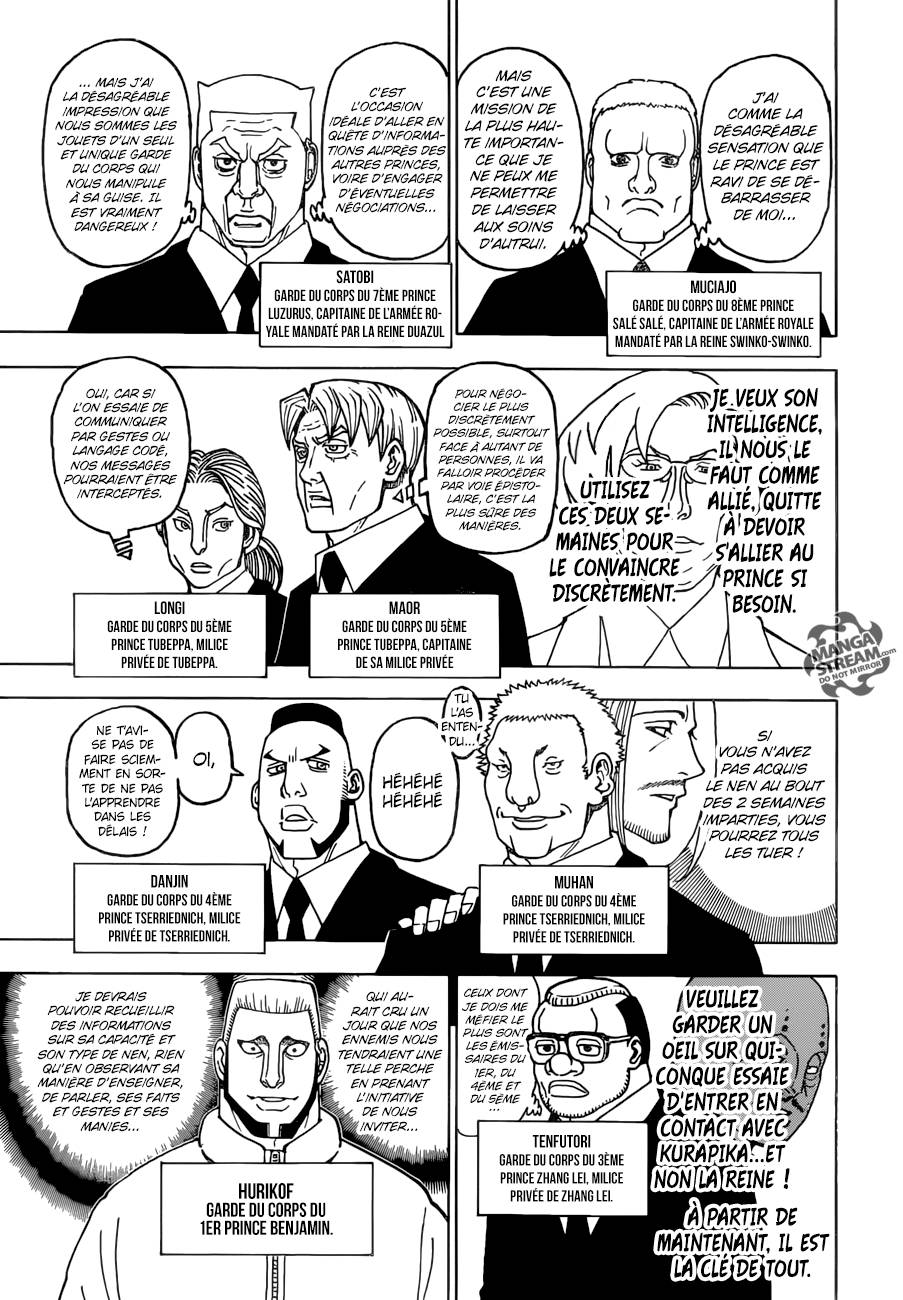 J'AI
COMME LA
DÉSAGRÉABLE
SENSATION QUE
LE PRINCE EST
RAVI DE SE DÉ-
BARRASSER
DE MOI...
MAIS
C'EST UNE
MISSION DE
LA PLUS HAU-
TE IMPORTAN-
CE QUE JE
NE PEUX ME
PERMETTRE
DE LAISSER
AUX SOINS
D'AUTRUI.
MUCIAJO
GARDE DU CORPS DU 8ÈME PRINCE
SALÉ SALÉ, CAPITAINE DE L'ARMÉE ROYALE
MANDATÉ PAR LA REINE SWINKO-SWINKO.
C'EST
L'OCCASION
IDÉALE D'ALLER EN
QUÊTE D'INFORMA-
TIONS AUPRÈS DES
AUTRES PRINCES,
VOIRE D'ENGAGER
D'ÉVENTUELLES
NÉGOCIATIONS...
... MAIS J'AI
LA DÉSAGRÉABLE
IMPRESSION QUE
NOUS SOMMES LES
JOUETS D'UN SEUL
ET UNIQUE GARDE
DU CORPS QUI
NOUS MANIPULE
À SA GUISE. IL
EST VRAIMENT
DANGEREUX !
SATOBI
GARDE DU CORPS DU 7ÈME PRINCE
LUZURUS, CAPITAINE DE L'ARMÉE RO-
YALE MANDATÉ PAR LA REINE DUAZUL
JE VEUX SON
INTELLIGENCE,
IL NOUS LE
FAUT COMME
ALLIÉ, QUITTE
À DEVOIR
S'ALLIER AU
PRINCE SI
BESOIN.
UTILISEZ
CES DEUX SE-
MAINES POUR
LE CONVAINCRE
DISCRÈTEMENT.
POUR NÉGO-
CIER LE PLUS
DISCRÈTEMENT
POSSIBLE, SURTOUT
FACE À AUTANT DE
PERSONNES, IL VA
FALLOIR PROCÉDER
PAR VOIE ÉPISTO-
LAIRE, C'EST LA
PLUS SÛRE DES
MANIÈRES.
OUI, CAR SI
L'ON ESSAIE DE
COMMUNIQUER
PAR GESTES OU
LANGAGE CODÉ,
NOS MESSAGES
POURRAIENT ÊTRE
INTERCEPTÉS.
MAOR
GARDE DU CORPS DU 5ÈME
PRINCE TUBEPPA, CAPITAINE
DE SA MILICE PRIVÉE
LONGI
GARDE DU CORPS DU 5ÈME
PRINCE TUBEPPA, MILICE
PRIVÉE DE TUBEPPA.
MANGA
STREAM.com
DO NOT MIRROR
SI
VOUS N'AVEZ
PAS ACQUIS
LE NEN AU BOUT
DES 2 SEMAINES
IMPARTIES, VOUS
POURREZ TOUS
LES TUER !
TU
L'AS
ENTEN-
DU...
HÉHÉHÉ
HÉHÉHÉ
OI,
NE T'AVI-
SE PAS DE
FAIRE SCIEM-
MENT EN SOR-
TE DE NE PAS
L'APPRENDRE
DANS LES
DÉLAIS !
MUHAN
GARDE DU CORPS DU 4ÈME
PRINCE TSERRIEDNICH, MILICE
PRIVÉE DE TSERRIEDNICH.
DANJIN
GARDE DU CORPS DU 4ÈME
PRINCE TSERRIEDNICH, MILICE
PRIVÉE DE TSERRIEDNICH.
VEUILLEZ
GARDER UN
OEIL SUR QUI-
CONQUE ESSAIE
D'ENTRER EN
CONTACT AVEC
KURAPIKA...ET
NON LA REINE !
À PARTIR DE
MAINTENANT, IL EST
LA CLÉ DE TOUT.
CEUX DONT
JE DOIS ME
MÉFIER LE
PLUS SONT
LES ÉMIS-
SAIRES DU
1ER, DU
4ÈME ET
DU 5ÈME
...
TENFUTORI
GARDE DU CORPS DU 3ÈME
PRINCE ZHANG LEI, MILICE
PRIVÉE DE ZHANG LEI.
QUI AU-
RAIT CRU UN
JOUR QUE NOS
ENNEMIS NOUS
TENDRAIENT UNE
TELLE PERCHE
EN PRENANT
L'INITIATIVE
DE NOUS
INVITER...
JE DEVRAIS
POUVOIR RECUEILLIR
DES INFORMATIONS
SUR SA CAPACITÉ ET
SON TYPE DE NEN, RIEN
QU'EN OBSERVANT SA
MANIÈRE D'ENSEIGNER,
DE PARLER, SES FAITS
ET GESTES ET SES
MANIES...
HURIKOF
GARDE DU CORPS DU
1ER PRINCE BENJAMIN.